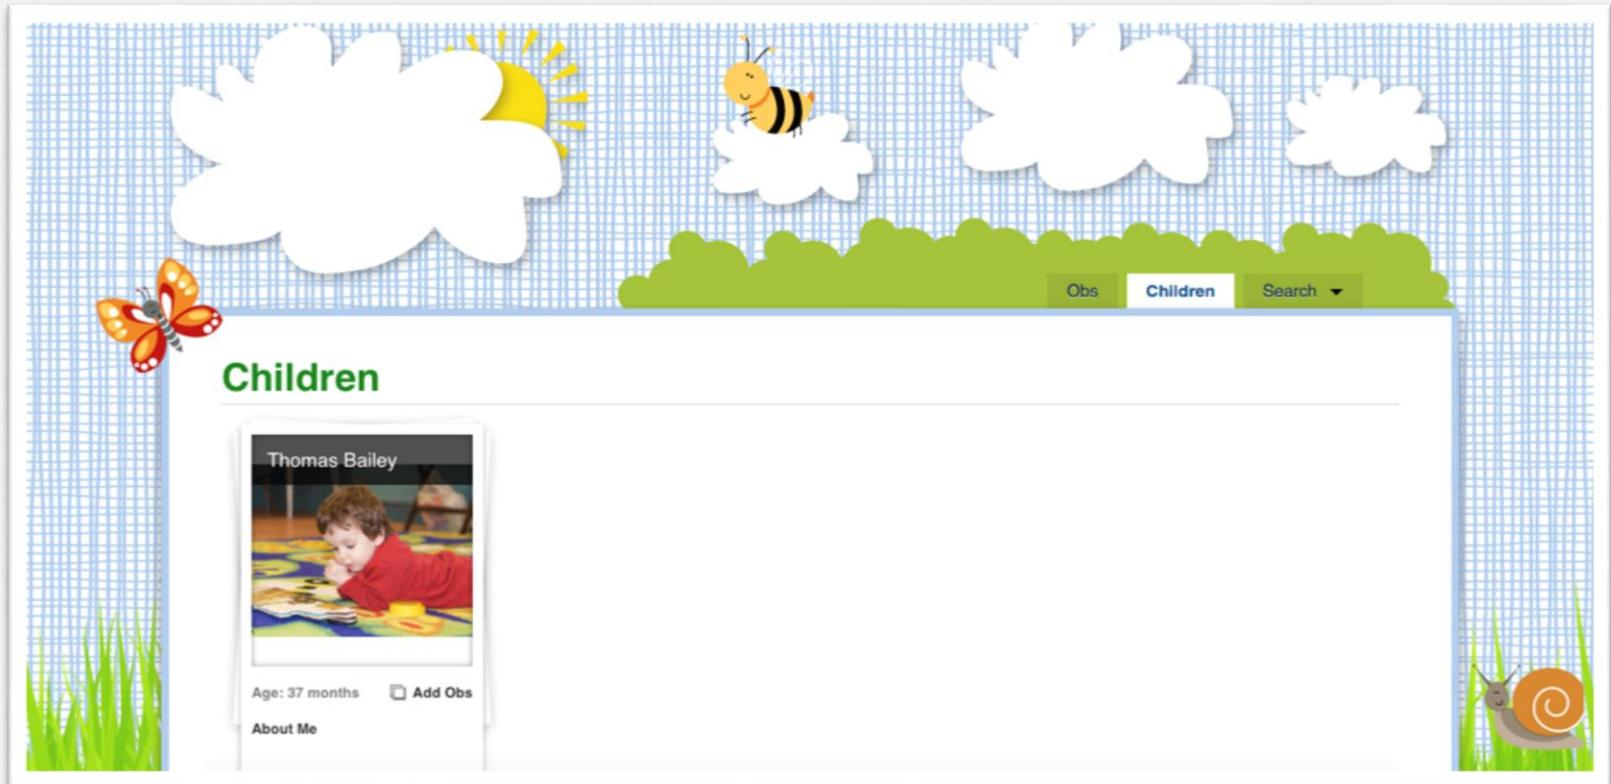 Obs Children Search
Children
Thomas Bailey
Age: 37 months Add Obs
About Me